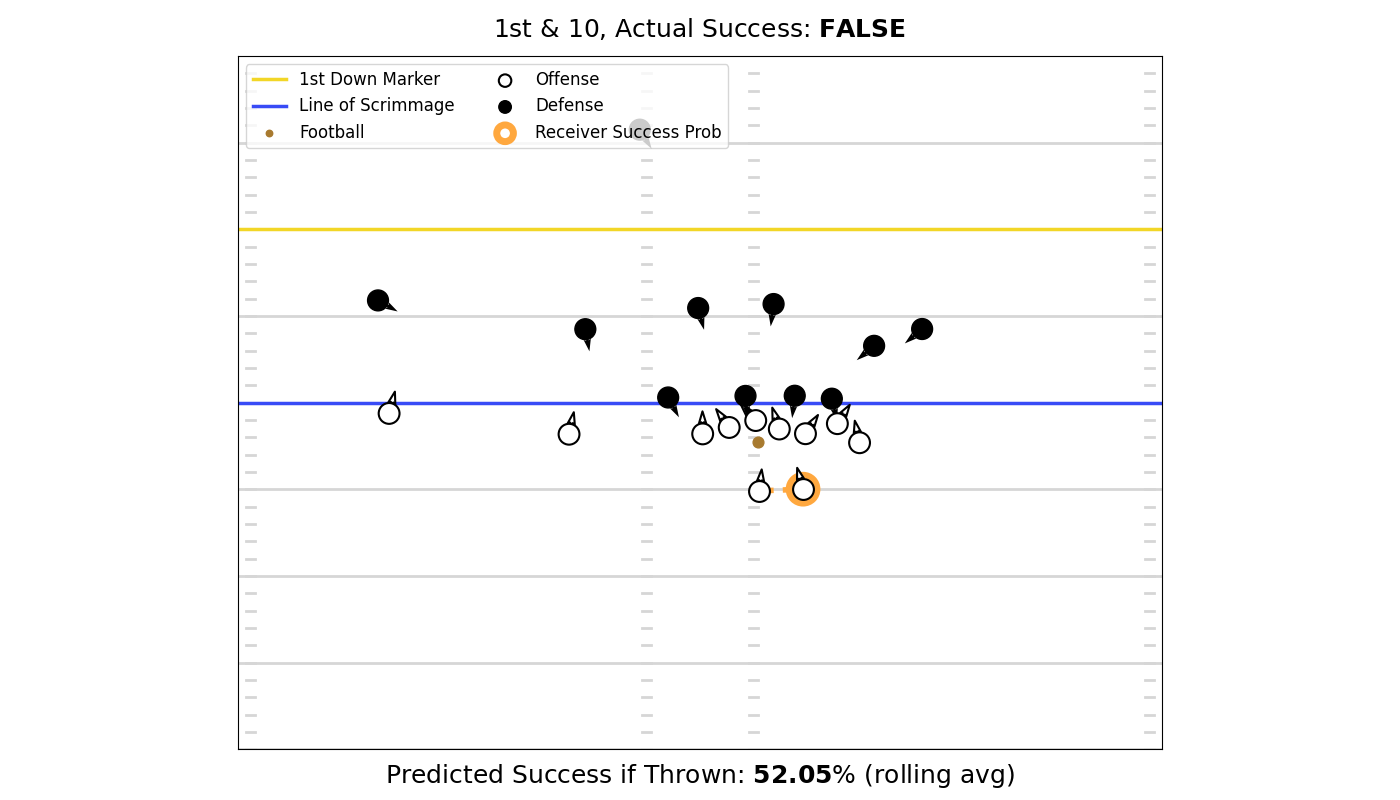 1st & 10, Actual Success: FALSE
1st Down Marker
Line of Scrimmage
Football
Offense
Defense
Receiver Success Prob
Predicted Success if Thrown: 52.05% (rolling avg)